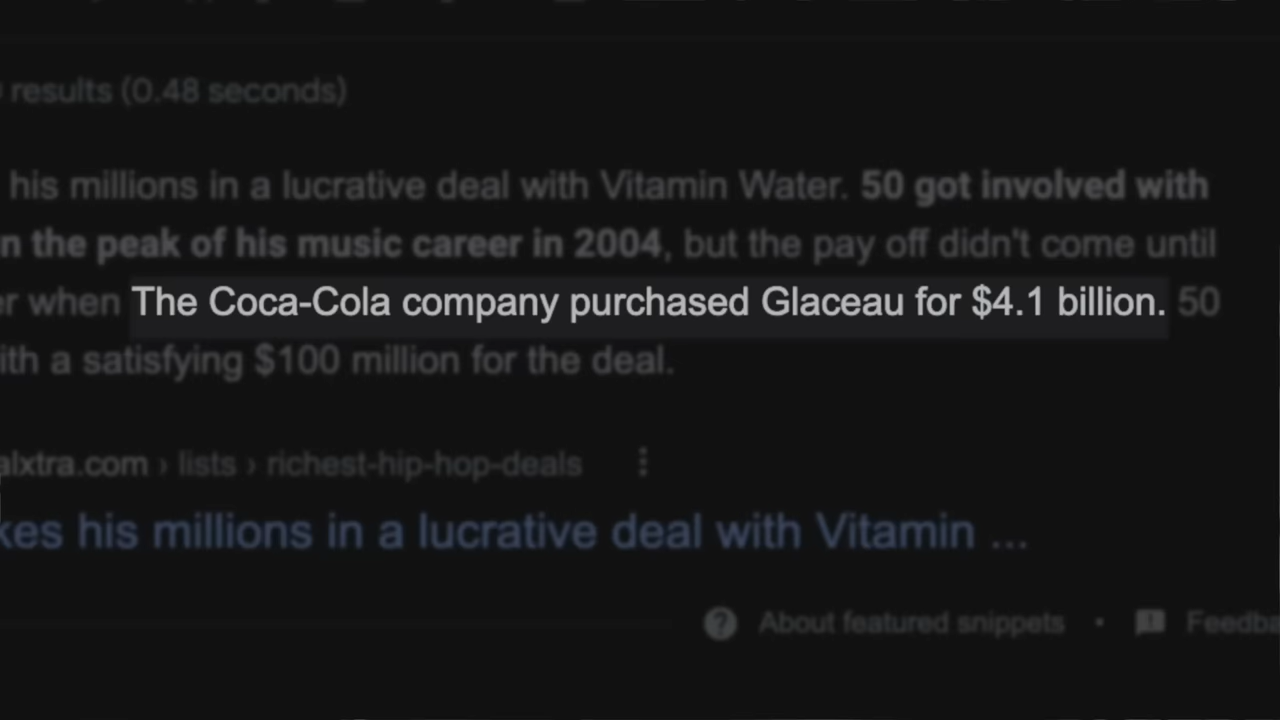 results (0.48 seconds)
his millions in a lucrative deal with Vitamin Water. 50 got involved with
n the peak of his music career in 2004, but the pay off didn't come until
er when The Coca-Cola company purchased Glaceau for $4.1 billion. 50
ith a satisfying $100 million for the deal.
alxtra.com › lists › richest-hip-hop-deals
kes his millions in a lucrative deal with Vitamin ...
About featured snippets • Feedba